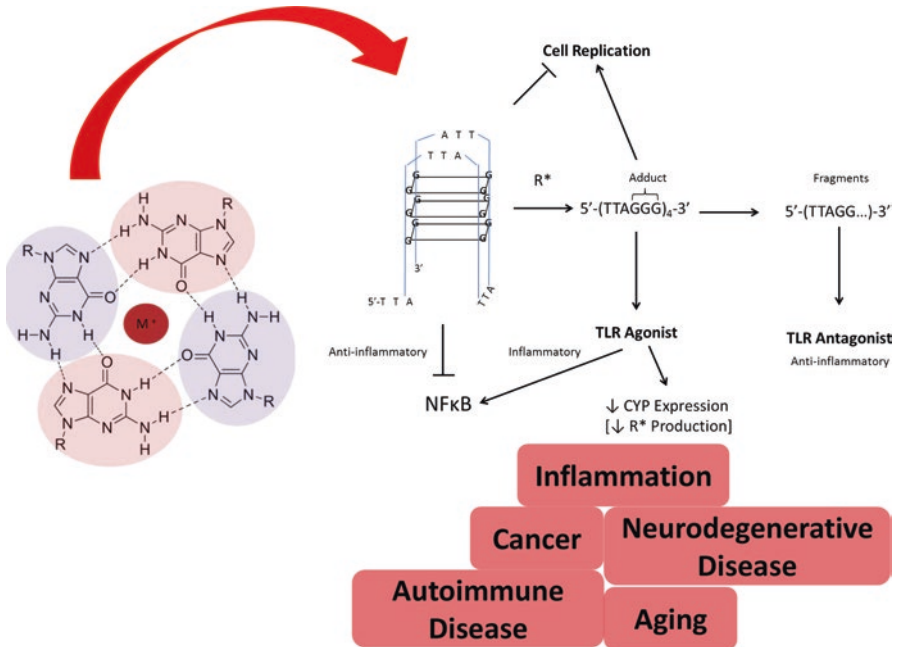 Cell Replication
A T T
T T A
G G
G G
G G
G G
G G
G G
3'
5'-T T A
TTA
R*
Adduct
5'-(TTAGGG)4-3'
Fragments
5'-(TTAGG...)-3'
Anti-inflammatory
Inflammatory
TLR Agonist
TLR Antagonist
Anti-inflammatory
NFκB
↓ CYP Expression
[↓ R* Production]
H
N
H
N
N
R
N
N
H
O
R
N
N
N
O
N
N
H
N
H
H
M+
H
N
H
H
N
O
N
N
N
R
O
N
N
H
N
N
R
N
H
H
Inflammation
Cancer
Neurodegenerative
Disease
Autoimmune
Disease
Aging